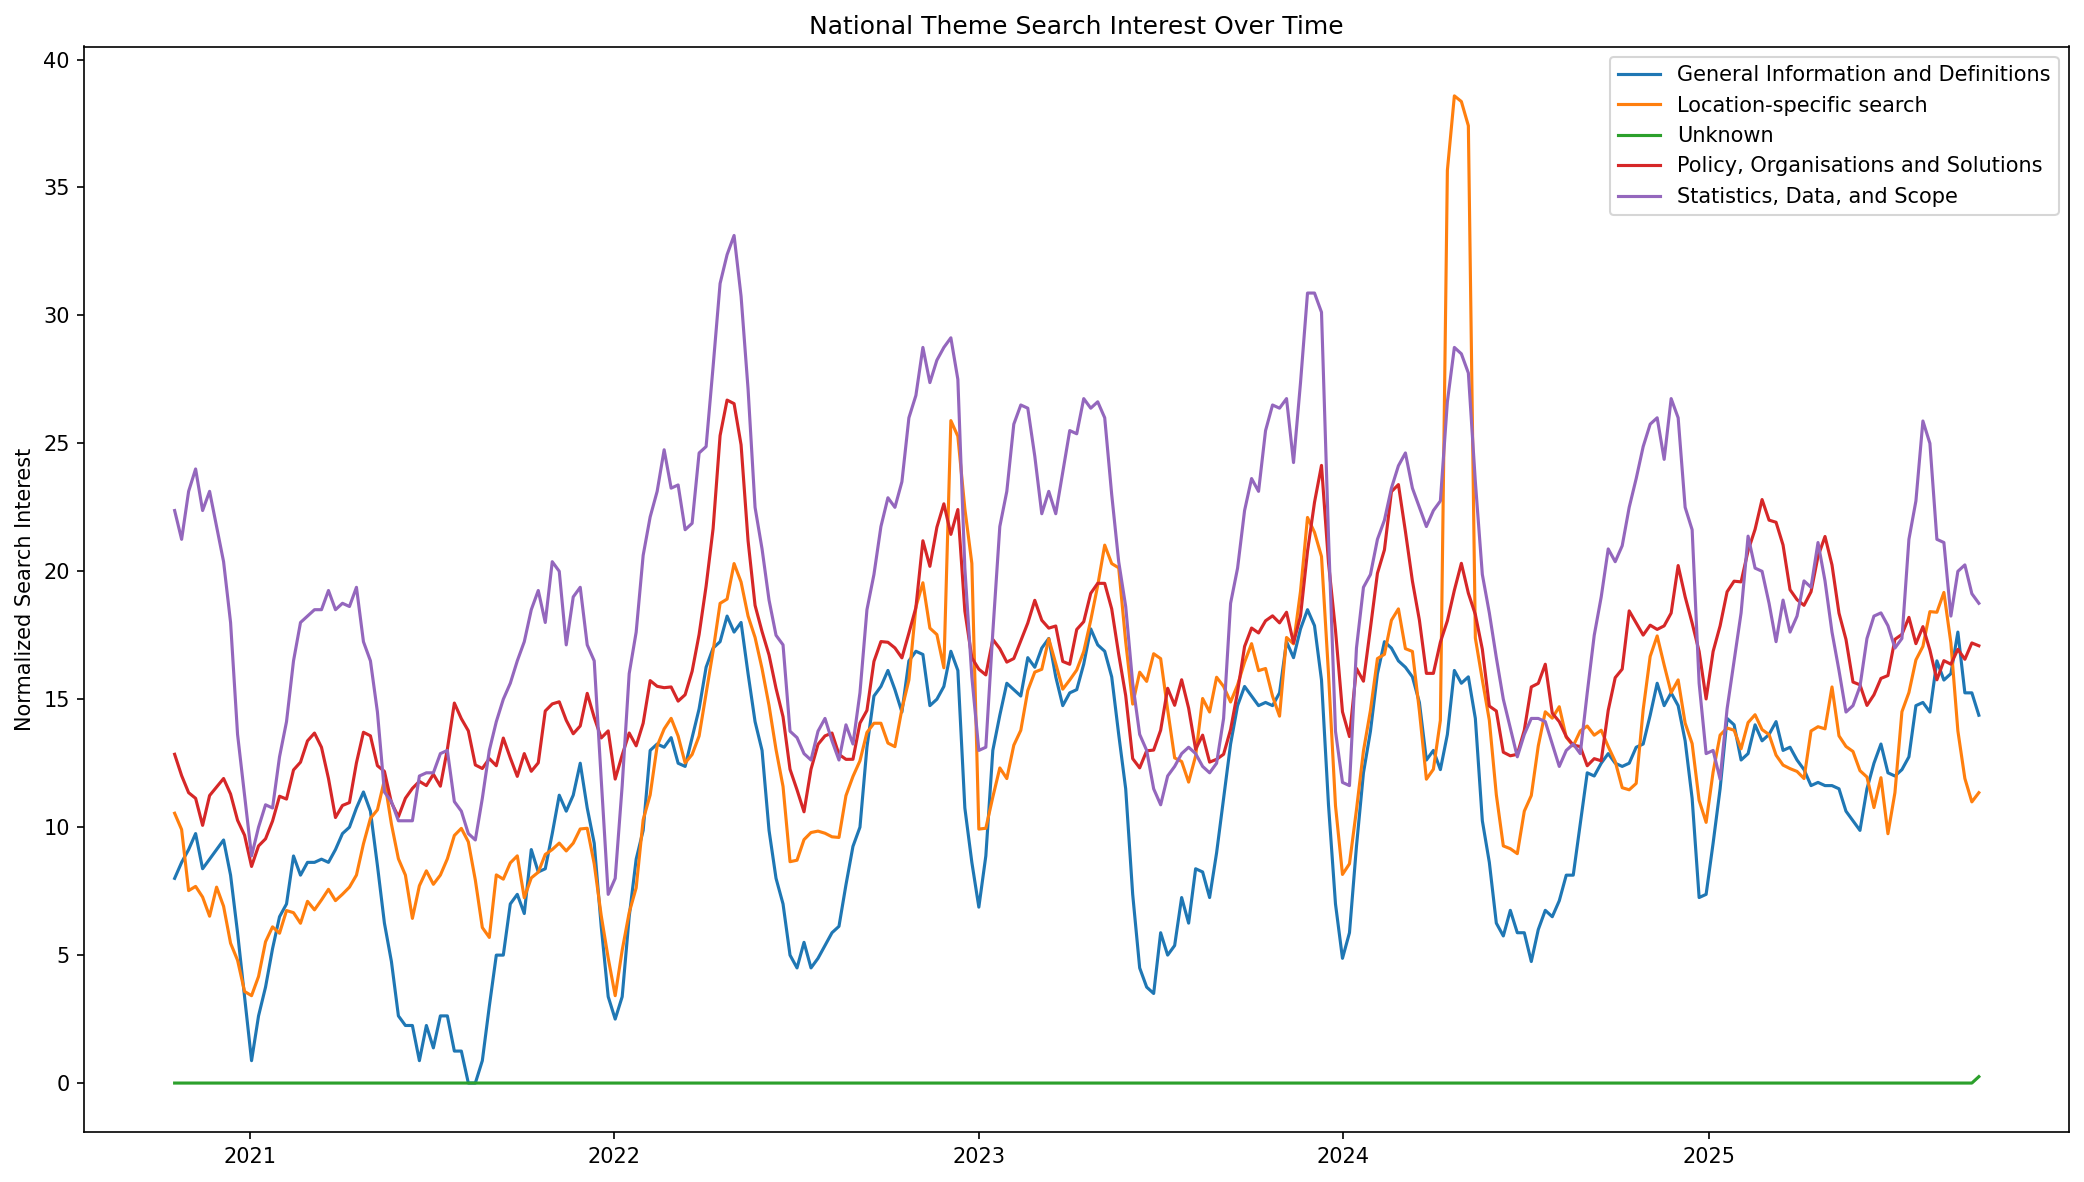 National Theme Search Interest Over Time
General Information and Definitions
Location-specific search
Unknown
Policy, Organisations and Solutions
Statistics, Data, and Scope
Normalized Search Interest
40
35
30
25
20
15
10
5
0
2021
2022
2023
2024
2025